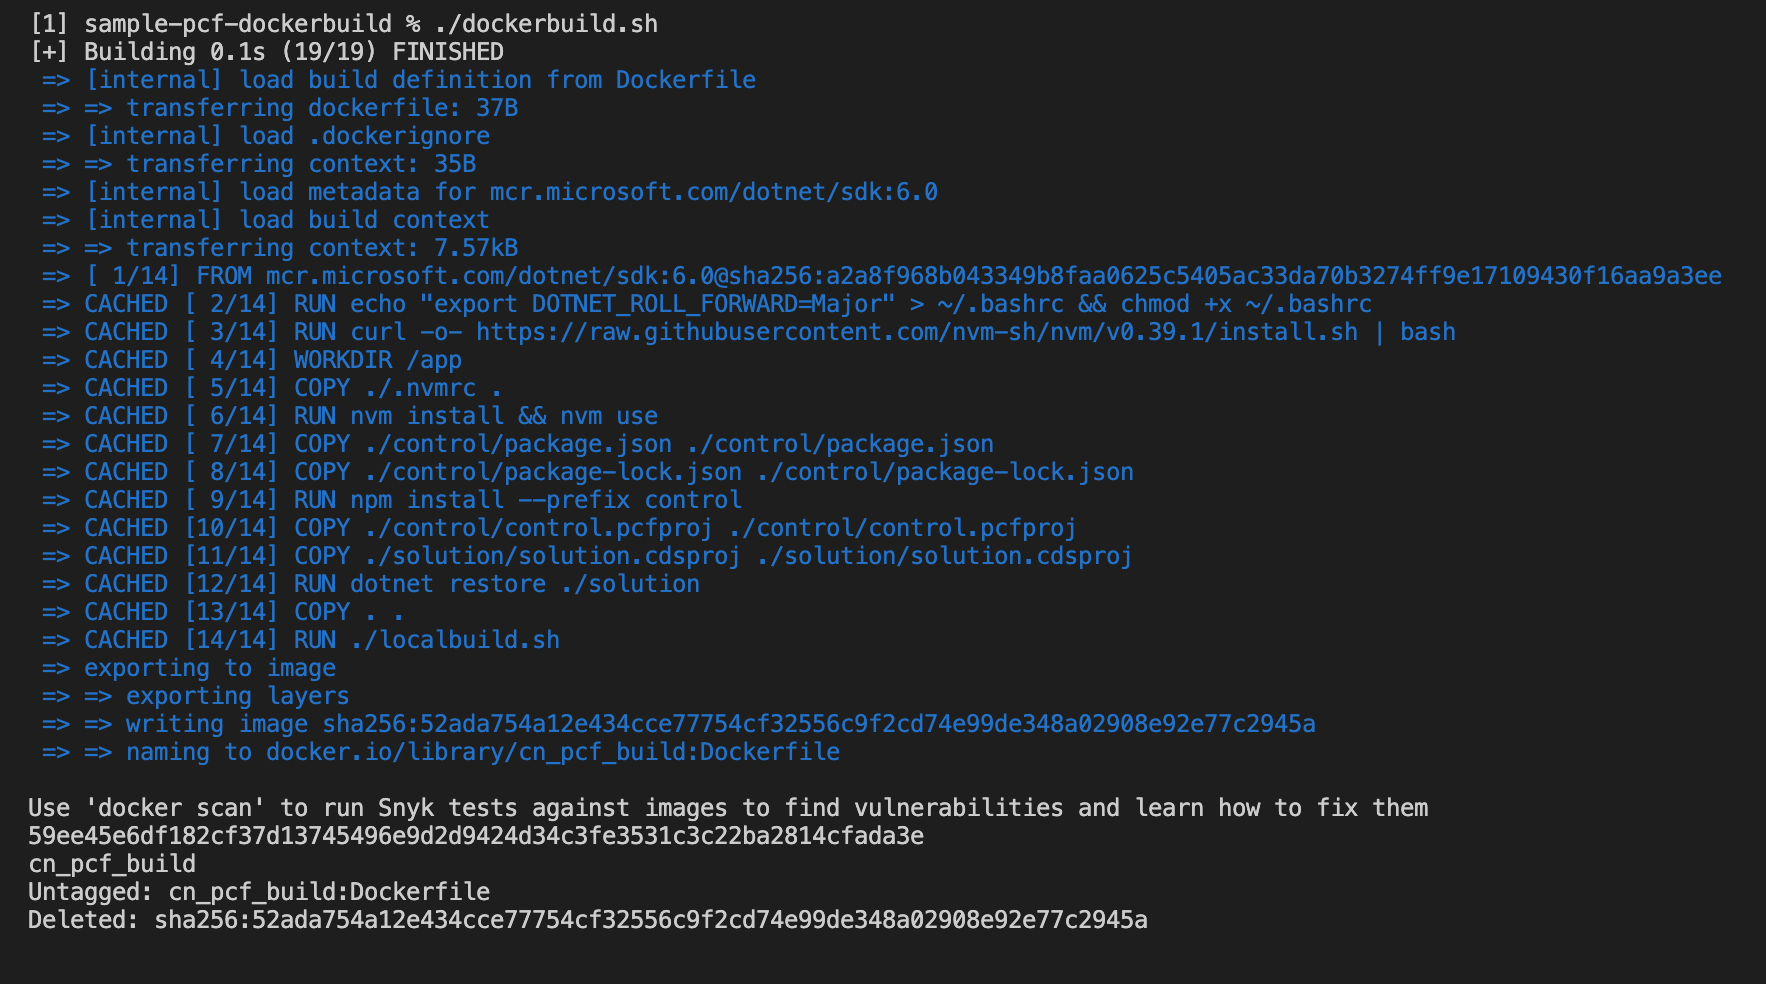 [1] sample-pcf-dockerbuild % ./dockerbuild.sh
[+] Building 0.1s (19/19) FINISHED
=> [internal] load build definition from Dockerfile
=> => transferring dockerfile: 37B
=> [internal] load .dockerignore
=> => transferring context: 35B
=> [internal] load metadata for mcr.microsoft.com/dotnet/sdk:6.0
=> [internal] load build context
=> => transferring context: 7.57kB
=> [ 1/14] FROM mcr.microsoft.com/dotnet/sdk:6.0@sha256:a2a8f968b043349b8faa0625c5405ac33da70b3274ff9e17109430f16aa9a3ee
=> CACHED [ 2/14] RUN echo "export DOTNET_ROLL_FORWARD=Major" > ~/.bashrc && chmod +x ~/.bashrc
=> CACHED [ 3/14] RUN curl -o- https://raw.githubusercontent.com/nvm-sh/nvm/v0.39.1/install.sh | bash
=> CACHED [ 4/14] WORKDIR /app
=> CACHED [ 5/14] COPY ./.nvmrc .
=> CACHED [ 6/14] RUN nvm install && nvm use
=> CACHED [ 7/14] COPY ./control/package.json ./control/package.json
=> CACHED [ 8/14] COPY ./control/package-lock.json ./control/package-lock.json
=> CACHED [ 9/14] RUN npm install --prefix control
=> CACHED [10/14] COPY ./control/control.pcfproj ./control/control.pcfproj
=> CACHED [11/14] COPY ./solution/solution.cdsproj ./solution/solution.cdsproj
=> CACHED [12/14] RUN dotnet restore ./solution
=> CACHED [13/14] COPY . .
=> CACHED [14/14] RUN ./localbuild.sh
=> exporting to image
=> => exporting layers
=> => writing image sha256:52ada754a12e434cce77754cf32556c9f2cd74e99de348a02908e92e77c2945a
=> => naming to docker.io/library/cn_pcf_build:Dockerfile
Use 'docker scan' to run Snyk tests against images to find vulnerabilities and learn how to fix them
59ee45e6df182cf37d13745496e9d2d9424d34c3fe3531c3c22ba2814cfada3e
cn_pcf_build
Untagged: cn_pcf_build:Dockerfile
Deleted: sha256:52ada754a12e434cce77754cf32556c9f2cd74e99de348a02908e92e77c2945a